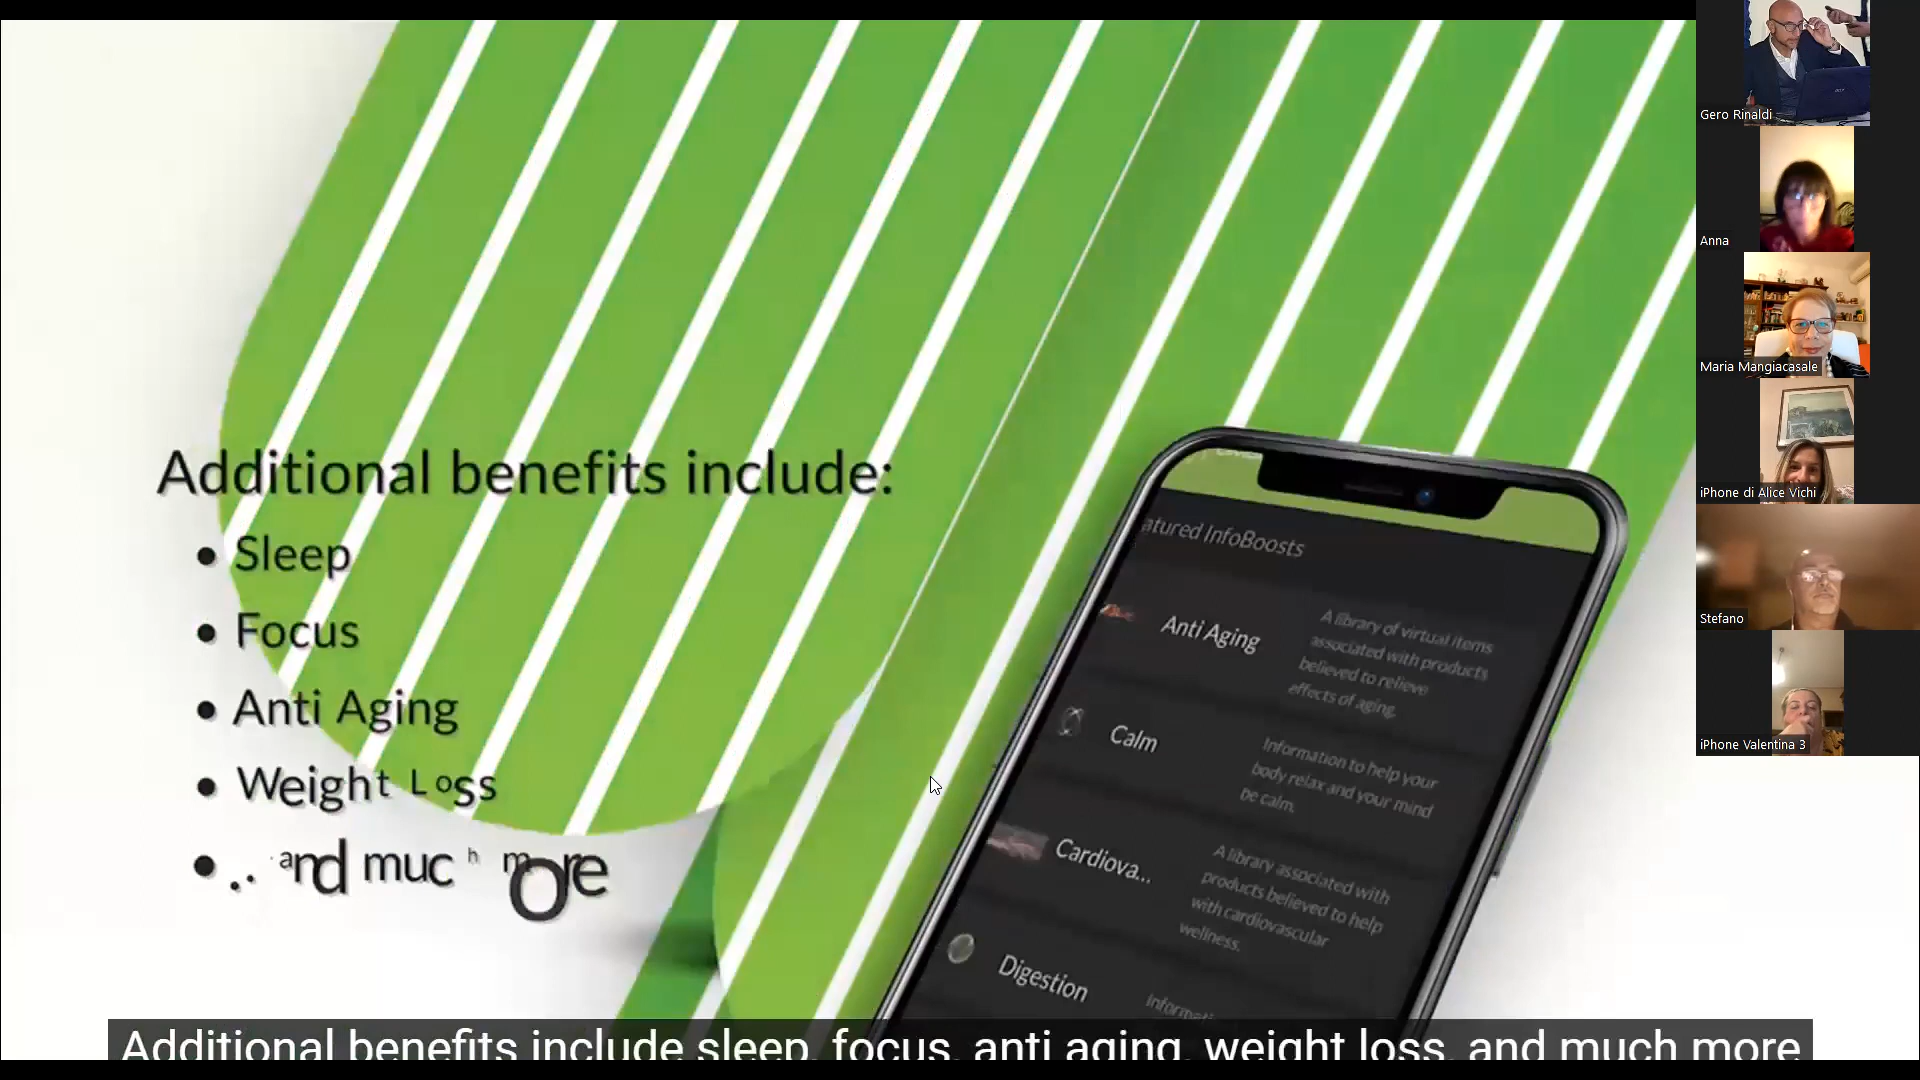 Additional benefits include:
• Sleep
• Focus
• Anti Aging
• Weight Loss
• ... and much more
atured InfoBoosts
Anti Aging
A library of virtual items
associated with products
believed to relieve
effects of aging.
Calm
Information to help your
body relax and your mind
be calm.
Cardiova...
A library associated with
products believed to help
with cardiovascular
wellness.
Digestion
Additional benefits include sleep, focus, anti aging, weight loss, and much more
Gero Rinaldi
Anna
Maria Mangiacasale
iPhone di Alice Vichi
Stefano
iPhone Valentina 3